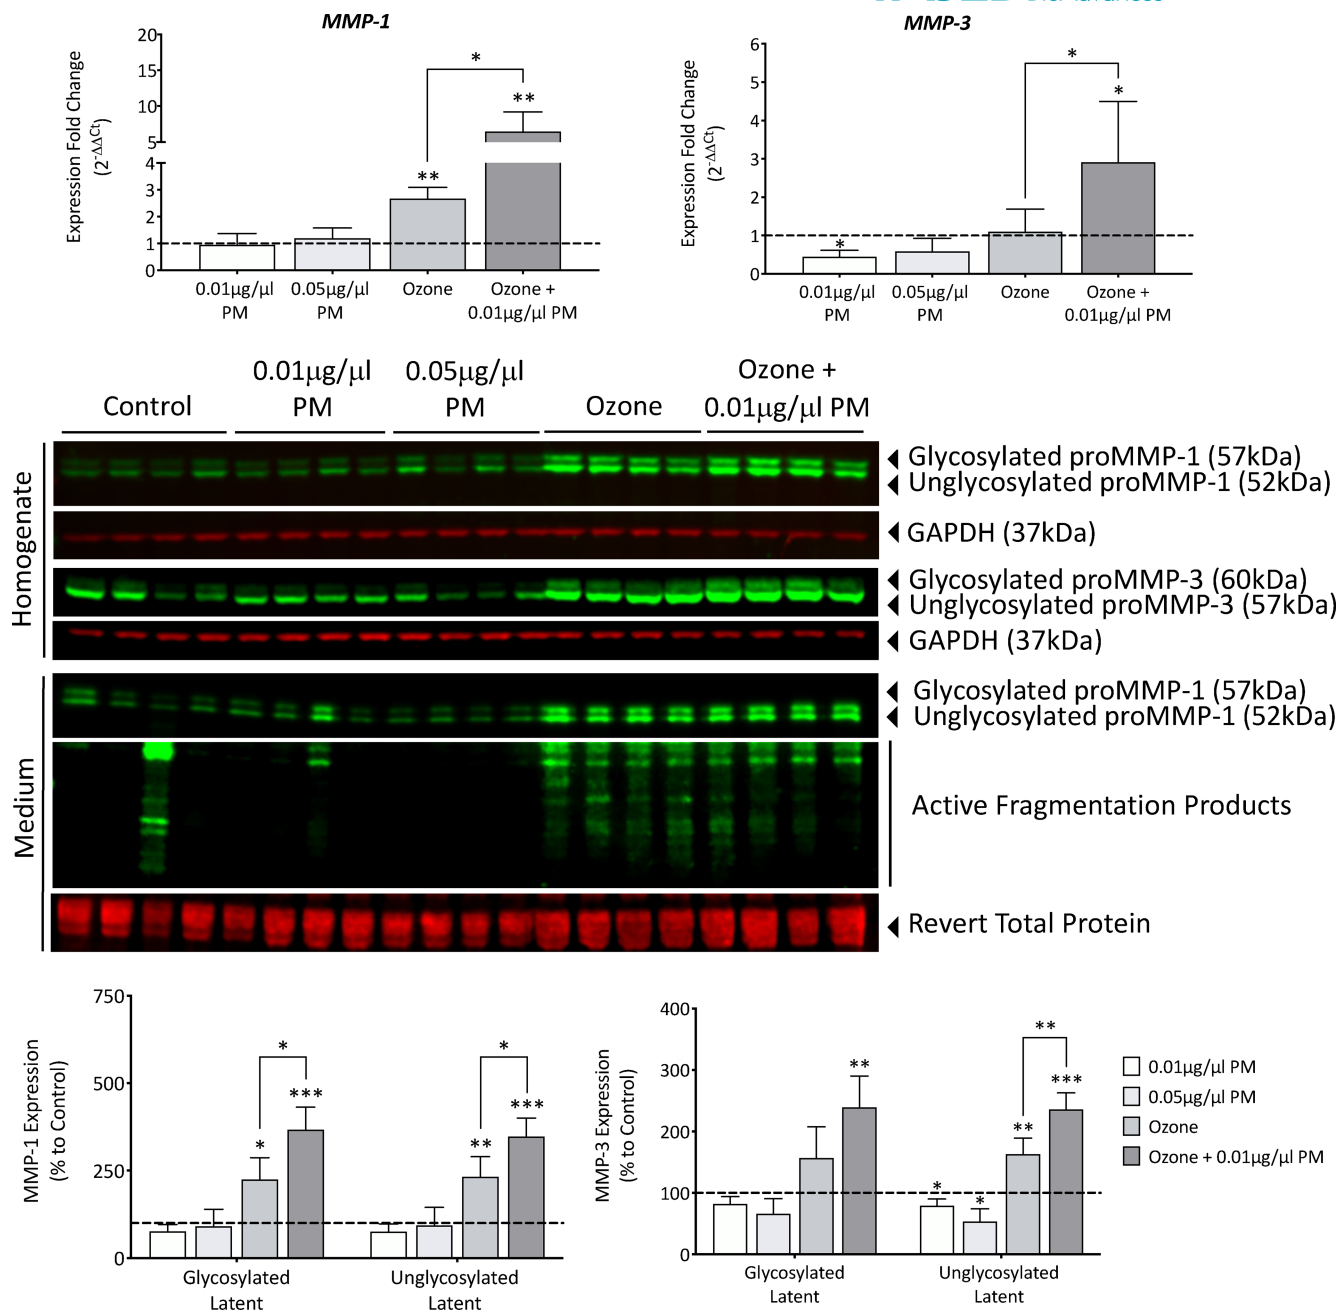 MMP-1
Expression Fold Change
(2-ΔΔCt)
20
15
10
5
4
3
2
1
0
*
**
**
0.01µg/µl
PM
0.05µg/µl
PM
Ozone
Ozone +
0.01µg/µl PM
MMP-3
Expression Fold Change
(2-ΔΔCt)
6
5
4
3
2
1
0
*
*
*
0.01µg/µl
PM
0.05µg/µl
PM
Ozone
Ozone +
0.01µg/µl PM
Control
0.01µg/µl
PM
0.05µg/µl
PM
Ozone
Ozone +
0.01µg/µl PM
Homogenate
Glycosylated proMMP-1 (57kDa)
Unglycosylated proMMP-1 (52kDa)
GAPDH (37kDa)
Glycosylated proMMP-3 (60kDa)
Unglycosylated proMMP-3 (57kDa)
GAPDH (37kDa)
Medium
Glycosylated proMMP-1 (57kDa)
Unglycosylated proMMP-1 (52kDa)
Active Fragmentation Products
Revert Total Protein
MMP-1 Expression
(% to Control)
750
500
250
0
*
*
***
*
**
***
Glycosylated
Latent
Unglycosylated
Latent
MMP-3 Expression
(% to Control)
400
300
200
100
0
**
**
*
*
**
***
Glycosylated
Latent
Unglycosylated
Latent
0.01µg/µl PM
0.05µg/µl PM
Ozone
Ozone + 0.01µg/µl PM